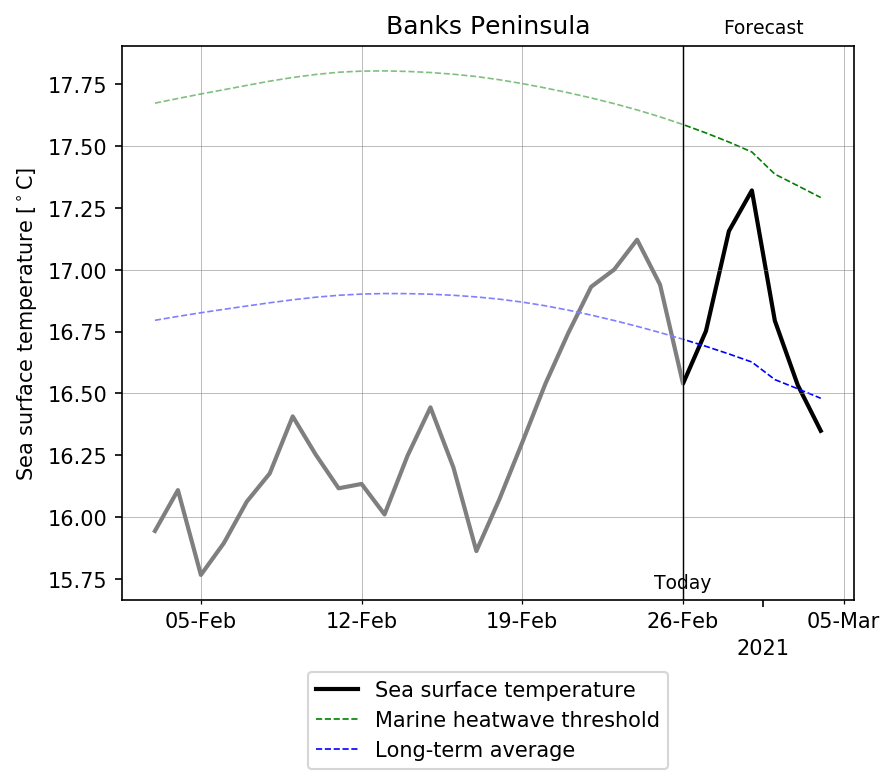 Banks Peninsula
Forecast
Sea surface temperature [°C]
17.75
17.50
17.25
17.00
16.75
16.50
16.25
16.00
15.75
Today
05-Feb 12-Feb 19-Feb 26-Feb 05-Mar
2021
Sea surface temperature
Marine heatwave threshold
Long-term average